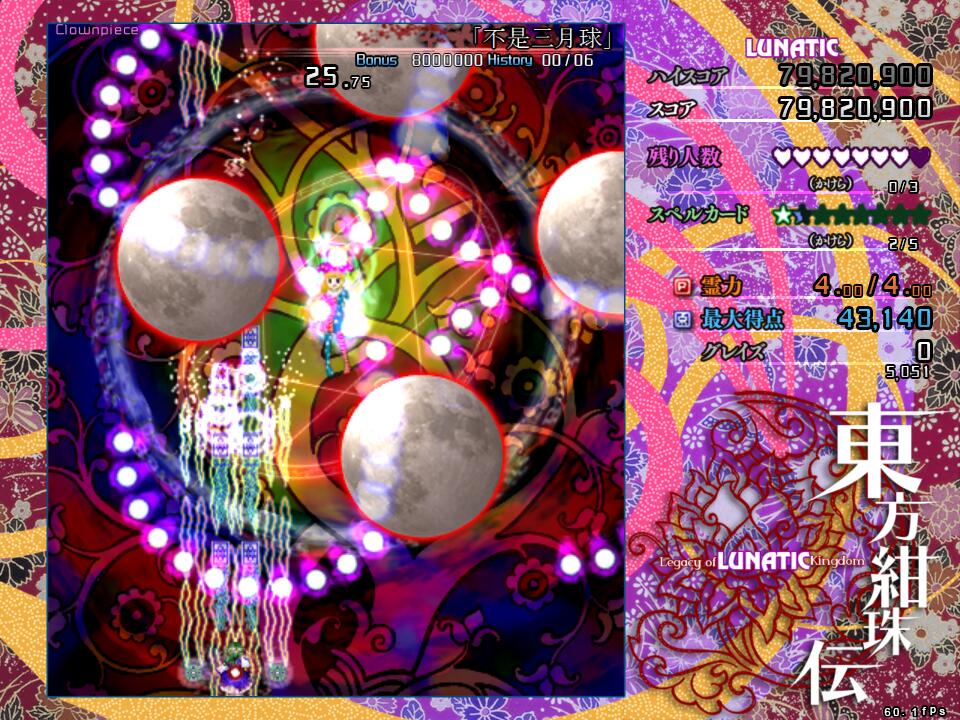 Clownpiece
「不是三月球」
Bonus 8000000 History 00/06
25.75
LUNATIC
ハイスコア 79,820,900
スコア 79,820,900
残り人数
(かけら) 0/3
スペルカード
(かけら) 2/5
P 霊力 4.00/4.00
最大得点 43,140
グレイズ 0
5,051
東方紺珠伝
Legacy of LUNATIC Kingdom
60.1fps